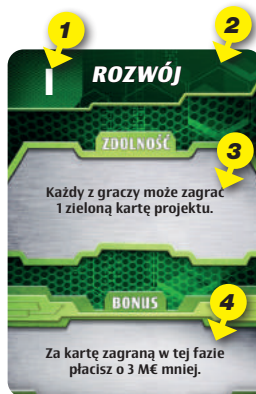 1
2
I
ROZWÓJ
ZDOLNOŚĆ
3
Każdy z graczy może zagrać
1 zieloną kartę projektu.
BONUS
4
Za kartę zagraną w tej fazie
płacisz o 3 M€ mniej.